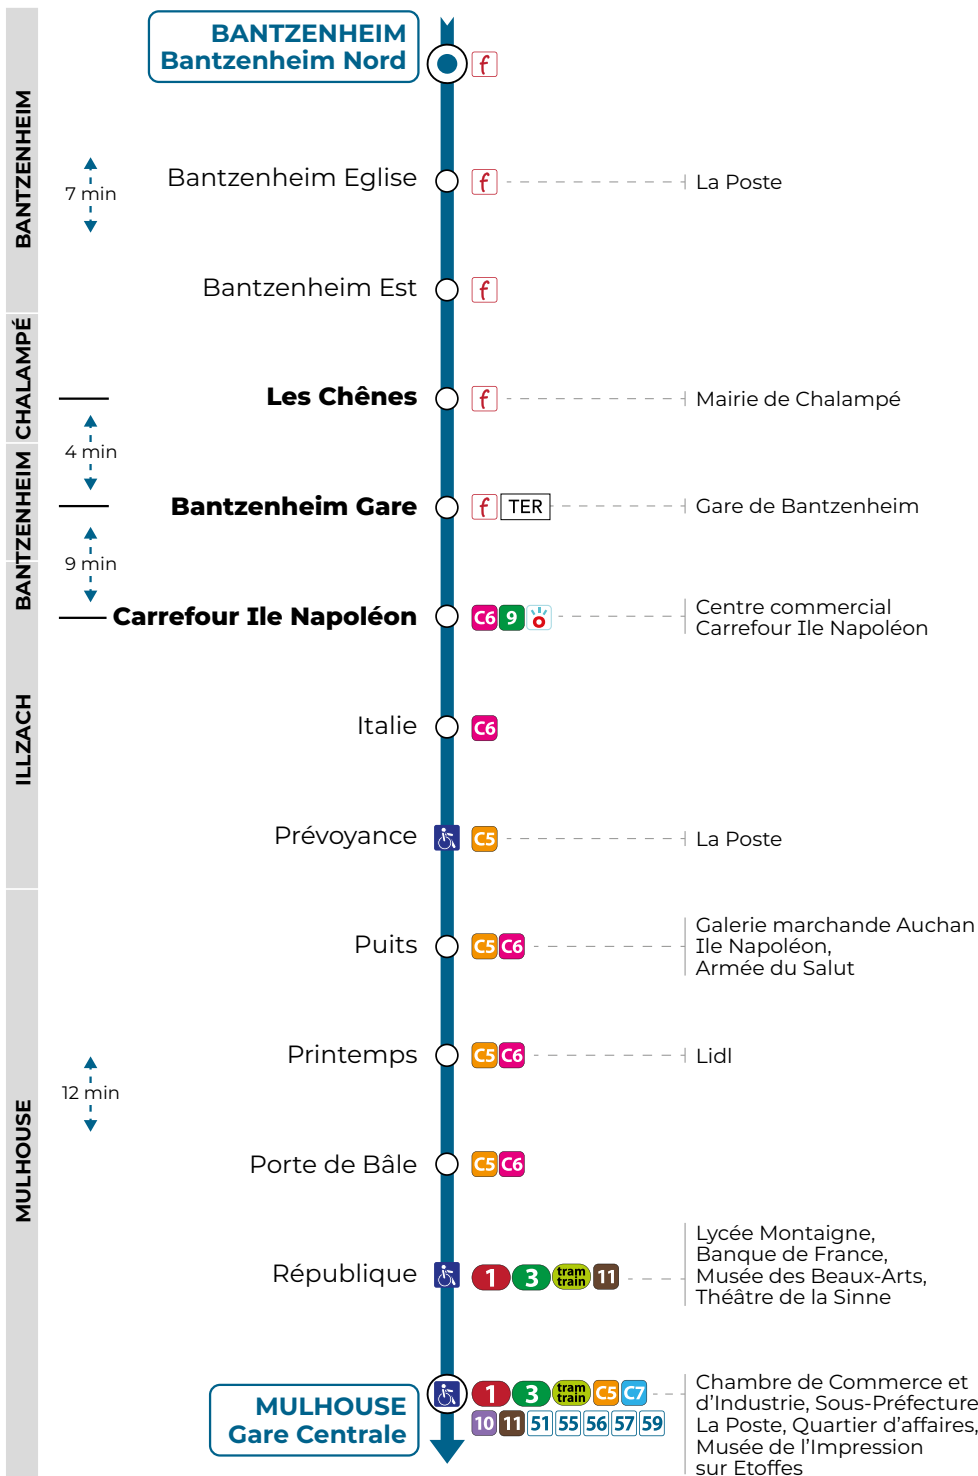 BANTZENHEIM
Bantzenheim Nord
f
BANTZENHEIM
7 min
Bantzenheim Eglise
f
La Poste
Bantzenheim Est
f
CHALAMPÉ
Les Chênes
f
Mairie de Chalampé
4 min
BANTZENHEIM
Bantzenheim Gare
f TER
Gare de Bantzenheim
9 min
Carrefour Ile Napoléon
C6 9
Centre commercial
Carrefour Ile Napoléon
ILLZACH
Italie
C6
Prévoyance
C5
La Poste
MULHOUSE
Puits
C5 C6
Galerie marchande Auchan
Ile Napoléon,
Armée du Salut
Printemps
C5 C6
Lidl
12 min
Porte de Bâle
C5 C6
République
1 3 tram train 11
Lycée Montaigne,
Banque de France,
Musée des Beaux-Arts,
Théâtre de la Sinne
MULHOUSE
Gare Centrale
1 3 tram train C5 C7
10 11 51 55 56 57 59
Chambre de Commerce et
d'Industrie, Sous-Préfecture
La Poste, Quartier d'affaires,
Musée de l'Impression
sur Etoffes